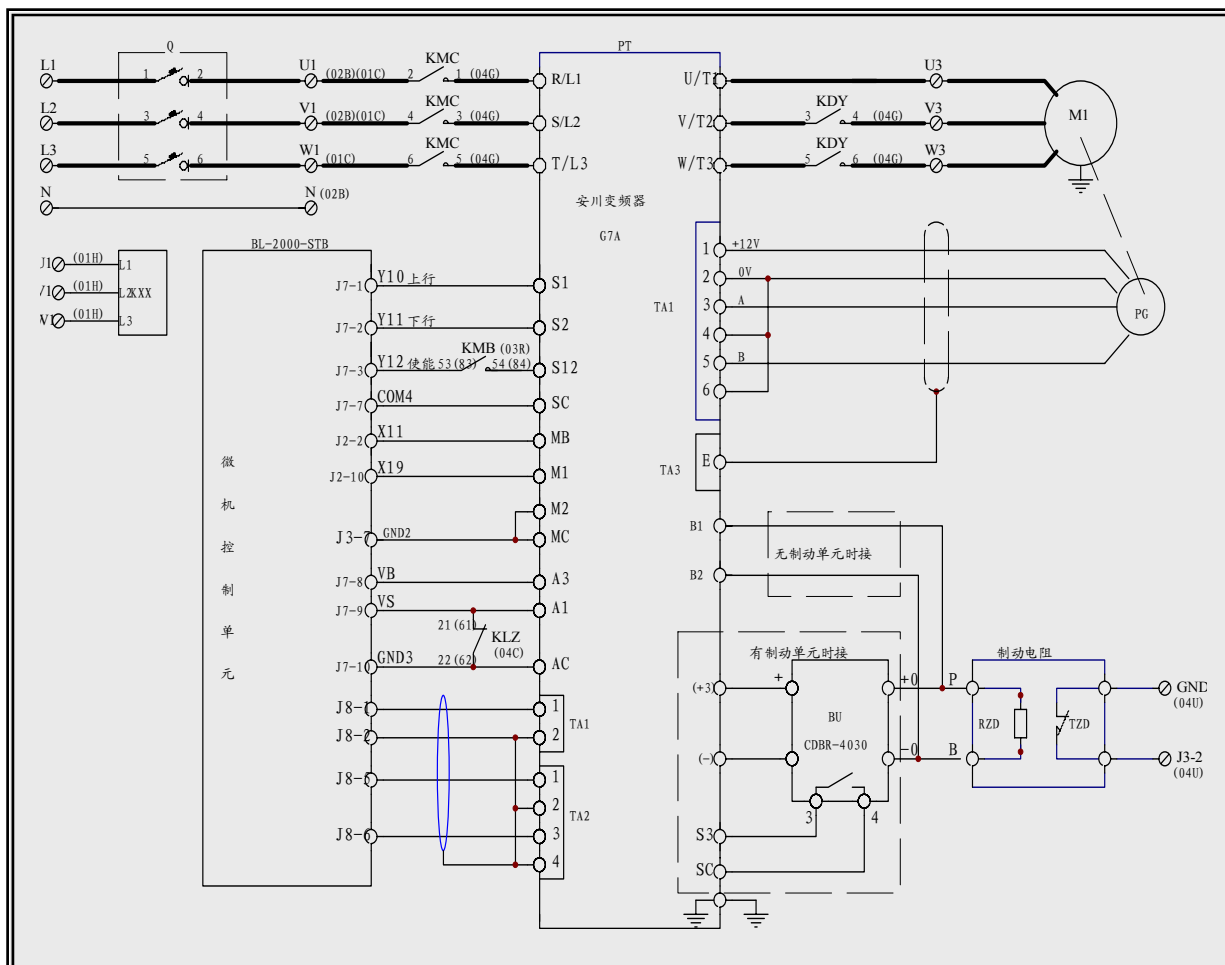 Q PT
L1 1 2 U1 (02B)(01C) 2 KMC 1 (04G) R/L1 U/T1 U3
L2 3 4 V1 (02B)(01C) 4 KMC 3 (04G) S/L2 V/T2 3 KDY 4 (04G) V3 M1
L3 5 6 W1 (01C) 6 KMC 5 (04G) T/L3 W/T3 5 KDY 6 (04G) W3
N N (02B)
安川变频器
G7A
BL-2000-STB
J1 (01H) L1
V1 (01H) L2 KXX
W1 (01H) L3
微机控制单元
J7-1 Y10 上行 S1
J7-2 Y11 下行 S2
J7-3 Y12 使能 53(83) KMB (03R) 54(84) S12
J7-7 COM4 SC
J2-2 X11 MB
J2-10 X19 M1
M2
J3-7 GND2 MC
J7-8 VB A3
J7-9 VS A1
21(61) KLZ
22(62) (04C)
J7-10 GND3 AC
J8-1 1 TA1
J8-2 2
J8-5 1
2 TA2
J8-6 3
4
TA1
1 +12V
2 0V
3 A
4
5 B
6
PG
TA3 E
B1
无制动单元时接
B2
有制动单元时接 制动电阻
(+3) + +0 P GND
(04U)
BU RZD TZD
CDBR-4030
(-) -0 B J3-2
(04U)
3 4
S3
SC